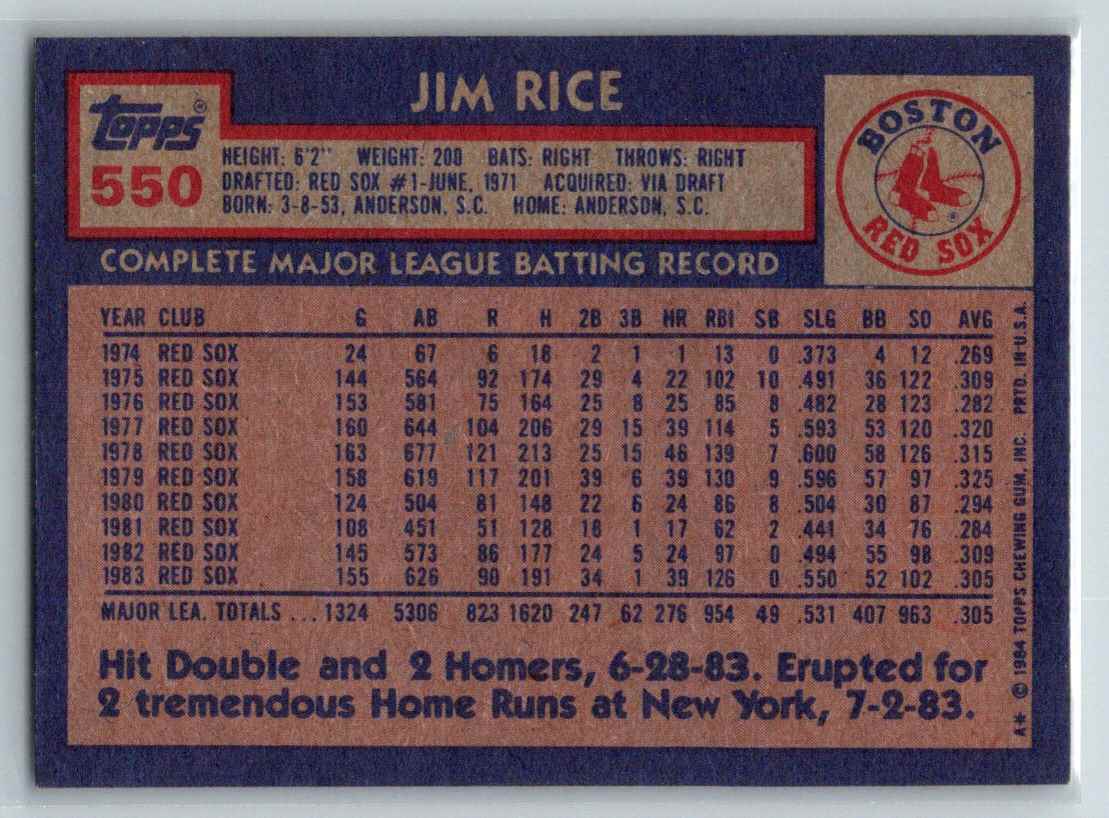 JIM RICE
Topps®
550
HEIGHT: 6'2" WEIGHT: 200 BATS: RIGHT THROWS: RIGHT
DRAFTED: RED SOX #1-JUNE, 1971 ACQUIRED: VIA DRAFT
BORN: 3-8-53, ANDERSON, S.C. HOME: ANDERSON, S.C.
BOSTON
RED SOX
®
COMPLETE MAJOR LEAGUE BATTING RECORD
YEAR CLUB G AB R H 2B 3B HR RBI SB SLG BB SO AVG
1974 RED SOX 24 67 6 18 2 1 1 13 0 .373 4 12 .269
1975 RED SOX 144 564 92 174 29 4 22 102 10 .491 36 122 .309
1976 RED SOX 153 581 75 164 25 8 25 85 8 .482 28 123 .282
1977 RED SOX 160 644 104 206 29 15 39 114 5 .593 53 120 .320
1978 RED SOX 163 677 121 213 25 15 46 139 7 .600 58 126 .315
1979 RED SOX 158 619 117 201 39 6 39 130 9 .596 57 97 .325
1980 RED SOX 124 504 81 148 22 6 24 86 8 .504 30 87 .294
1981 RED SOX 108 451 51 128 18 1 17 62 2 .441 34 76 .284
1982 RED SOX 145 573 86 177 24 5 24 97 0 .494 55 98 .309
1983 RED SOX 155 626 90 191 34 1 39 126 0 .550 52 102 .305
MAJOR LEA. TOTALS ... 1324 5306 823 1620 247 62 276 954 49 .531 407 963 .305
Hit Double and 2 Homers, 6-28-83. Erupted for
2 tremendous Home Runs at New York, 7-2-83.
A* © 1984 TOPPS CHEWING GUM, INC. PRTD. IN U.S.A.